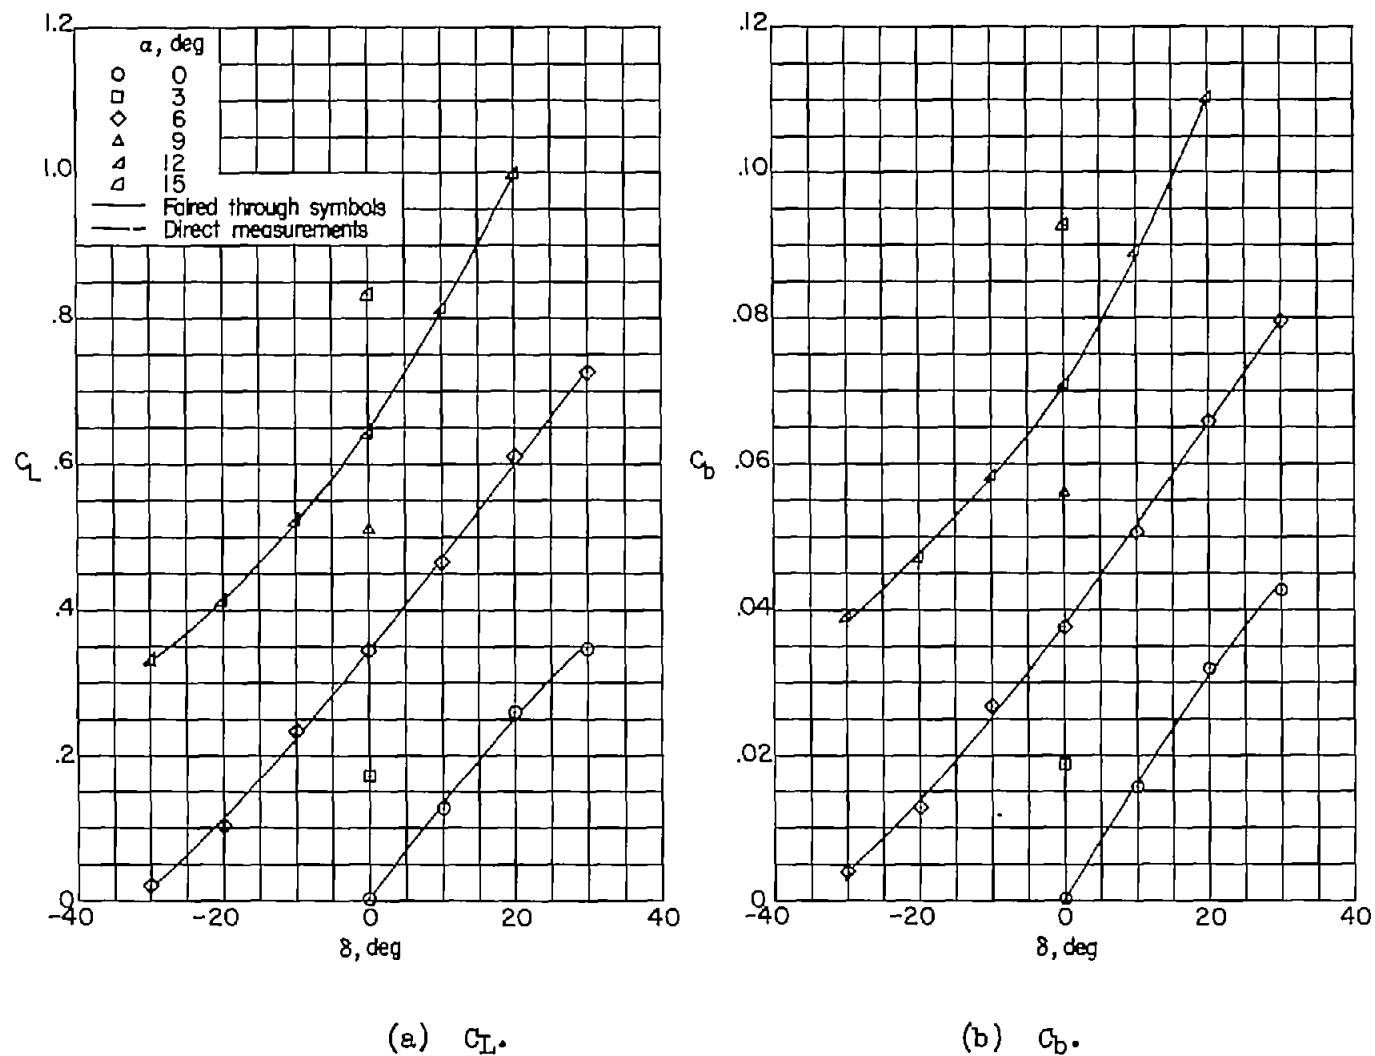 1.2
α, deg
0
3
6
9
12
15
Faired through symbols
Direct measurements
1.0
.8
C_L .6
.4
.2
0
-40 -20 0 20 40
δ, deg
(a) C_L.
.12
.10
.08
C_b .06
.04
.02
0
-40 -20 0 20 40
δ, deg
(b) C_b.